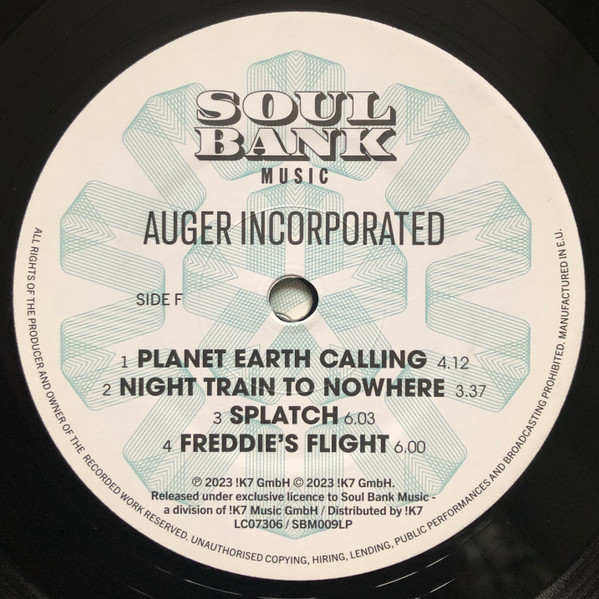 SOUL
BANK
MUSIC
AUGER INCORPORATED
SIDE F
1 PLANET EARTH CALLING 4.12
2 NIGHT TRAIN TO NOWHERE 3.37
3 SPLATCH 6.03
4 FREDDIE'S FLIGHT 6.00
℗ 2023 !K7 GmbH © 2023 !K7 GmbH.
Released under exclusive licence to Soul Bank Music -
a division of !K7 Music GmbH / Distributed by !K7
LC07306 / SBM009LP
ALL RIGHTS OF THE PRODUCER AND OWNER OF THE RECORDED WORK RESERVED. UNAUTHORISED COPYING, HIRING, LENDING, PUBLIC PERFORMANCES AND BROADCASTING PROHIBITED. MANUFACTURED IN E.U.